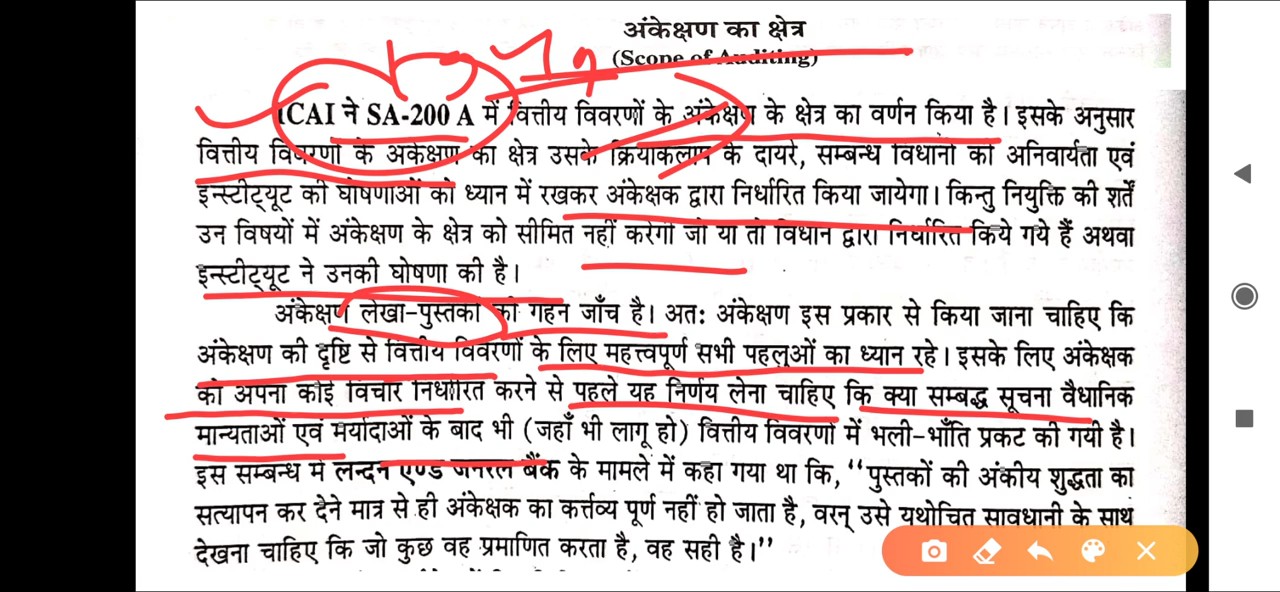 अंकेक्षण का क्षेत्र
(Scope of Auditing)
ICAI ने SA-200 A में वित्तीय विवरणों के अंकेक्षण के क्षेत्र का वर्णन किया है। इसके अनुसार
वित्तीय विवरणों के अंकेक्षण का क्षेत्र उसके क्रियाकलाप के दायरे, सम्बन्ध विधानों की अनिवार्यता एवं
इन्स्टीट्यूट की घोषणाओं को ध्यान में रखकर अंकेक्षक द्वारा निर्धारित किया जायेगा। किन्तु नियुक्ति की शर्तें
उन विषयों में अंकेक्षण के क्षेत्र को सीमित नहीं करेगी जो या तो विधान द्वारा निर्धारित किये गये हैं अथवा
इन्स्टीट्यूट ने उनकी घोषणा की है।
अंकेक्षण लेखा-पुस्तकों की गहन जाँच है। अतः अंकेक्षण इस प्रकार से किया जाना चाहिए कि
अंकेक्षण की दृष्टि से वित्तीय विवरणों के लिए महत्त्वपूर्ण सभी पहलुओं का ध्यान रहे। इसके लिए अंकेक्षक
को अपना कोई विचार निर्धारित करने से पहले यह निर्णय लेना चाहिए कि क्या सम्बद्ध सूचना वैधानिक
मान्यताओं एवं मर्यादाओं के बाद भी (जहाँ भी लागू हो) वित्तीय विवरणों में भली-भाँति प्रकट की गयी है।
इस सम्बन्ध में लन्दन एण्ड जनरल बैंक के मामले में कहा गया था कि, “पुस्तकों की अंकीय शुद्धता का
सत्यापन कर देने मात्र से ही अंकेक्षक का कर्त्तव्य पूर्ण नहीं हो जाता है, वरन् उसे यथोचित सावधानी के साथ
देखना चाहिए कि जो कुछ वह प्रमाणित करता है, वह सही है।”